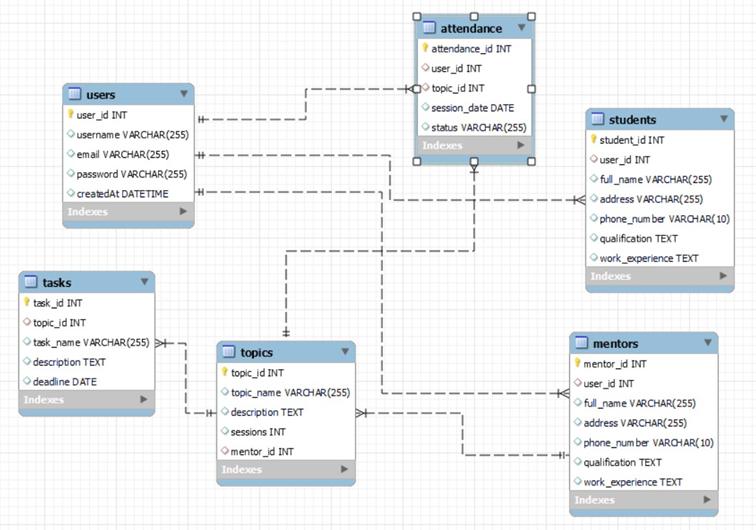 attendance
attendance_id INT
user_id INT
topic_id INT
session_date DATE
status VARCHAR(255)
Indexes
users
user_id INT
username VARCHAR(255)
email VARCHAR(255)
password VARCHAR(255)
createdAt DATETIME
Indexes
students
student_id INT
user_id INT
full_name VARCHAR(255)
address VARCHAR(255)
phone_number VARCHAR(10)
qualification TEXT
work_experience TEXT
Indexes
tasks
task_id INT
topic_id INT
task_name VARCHAR(255)
description TEXT
deadline DATE
Indexes
topics
topic_id INT
topic_name VARCHAR(255)
description TEXT
sessions INT
mentor_id INT
Indexes
mentors
mentor_id INT
user_id INT
full_name VARCHAR(255)
address VARCHAR(255)
phone_number VARCHAR(10)
qualification TEXT
work_experience TEXT
Indexes